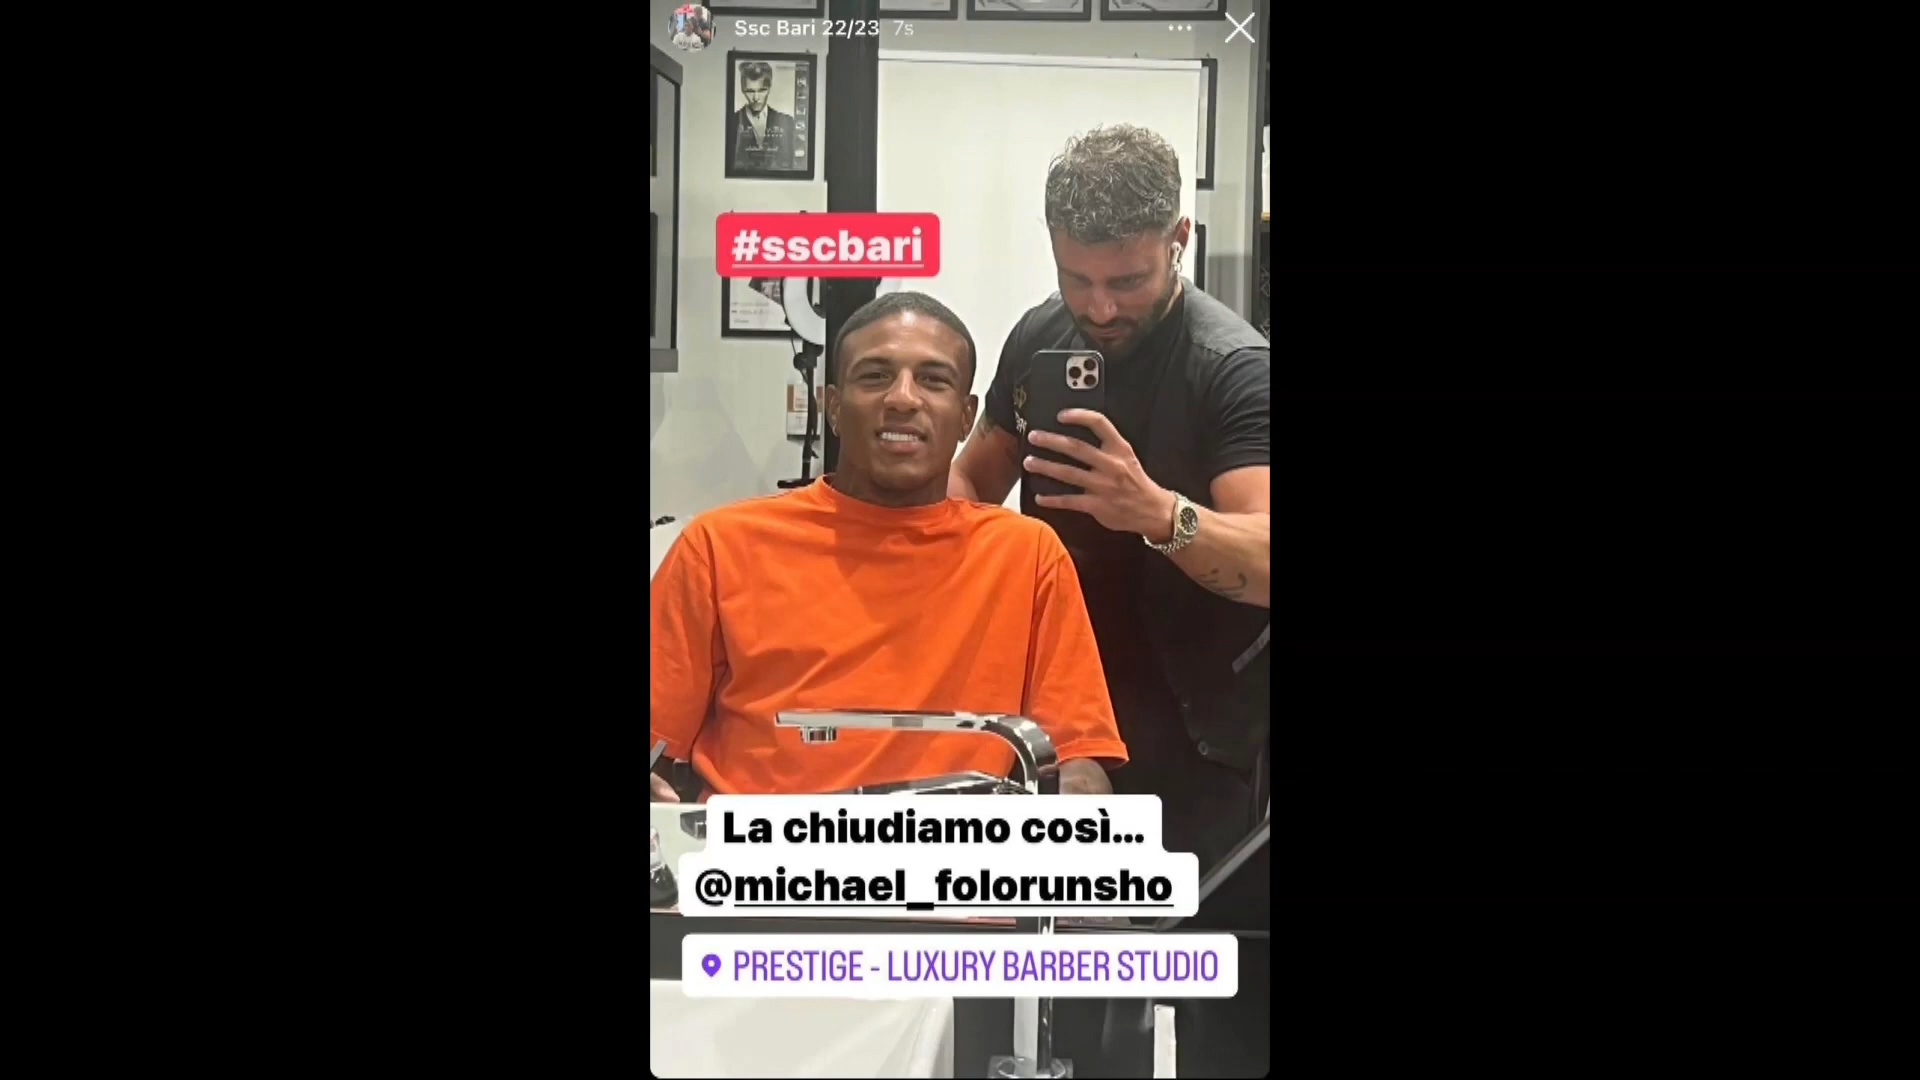 Ssc Bari 22/23 7s
#sscbari
La chiudiamo così...
@michael_folorunsho
PRESTIGE - LUXURY BARBER STUDIO